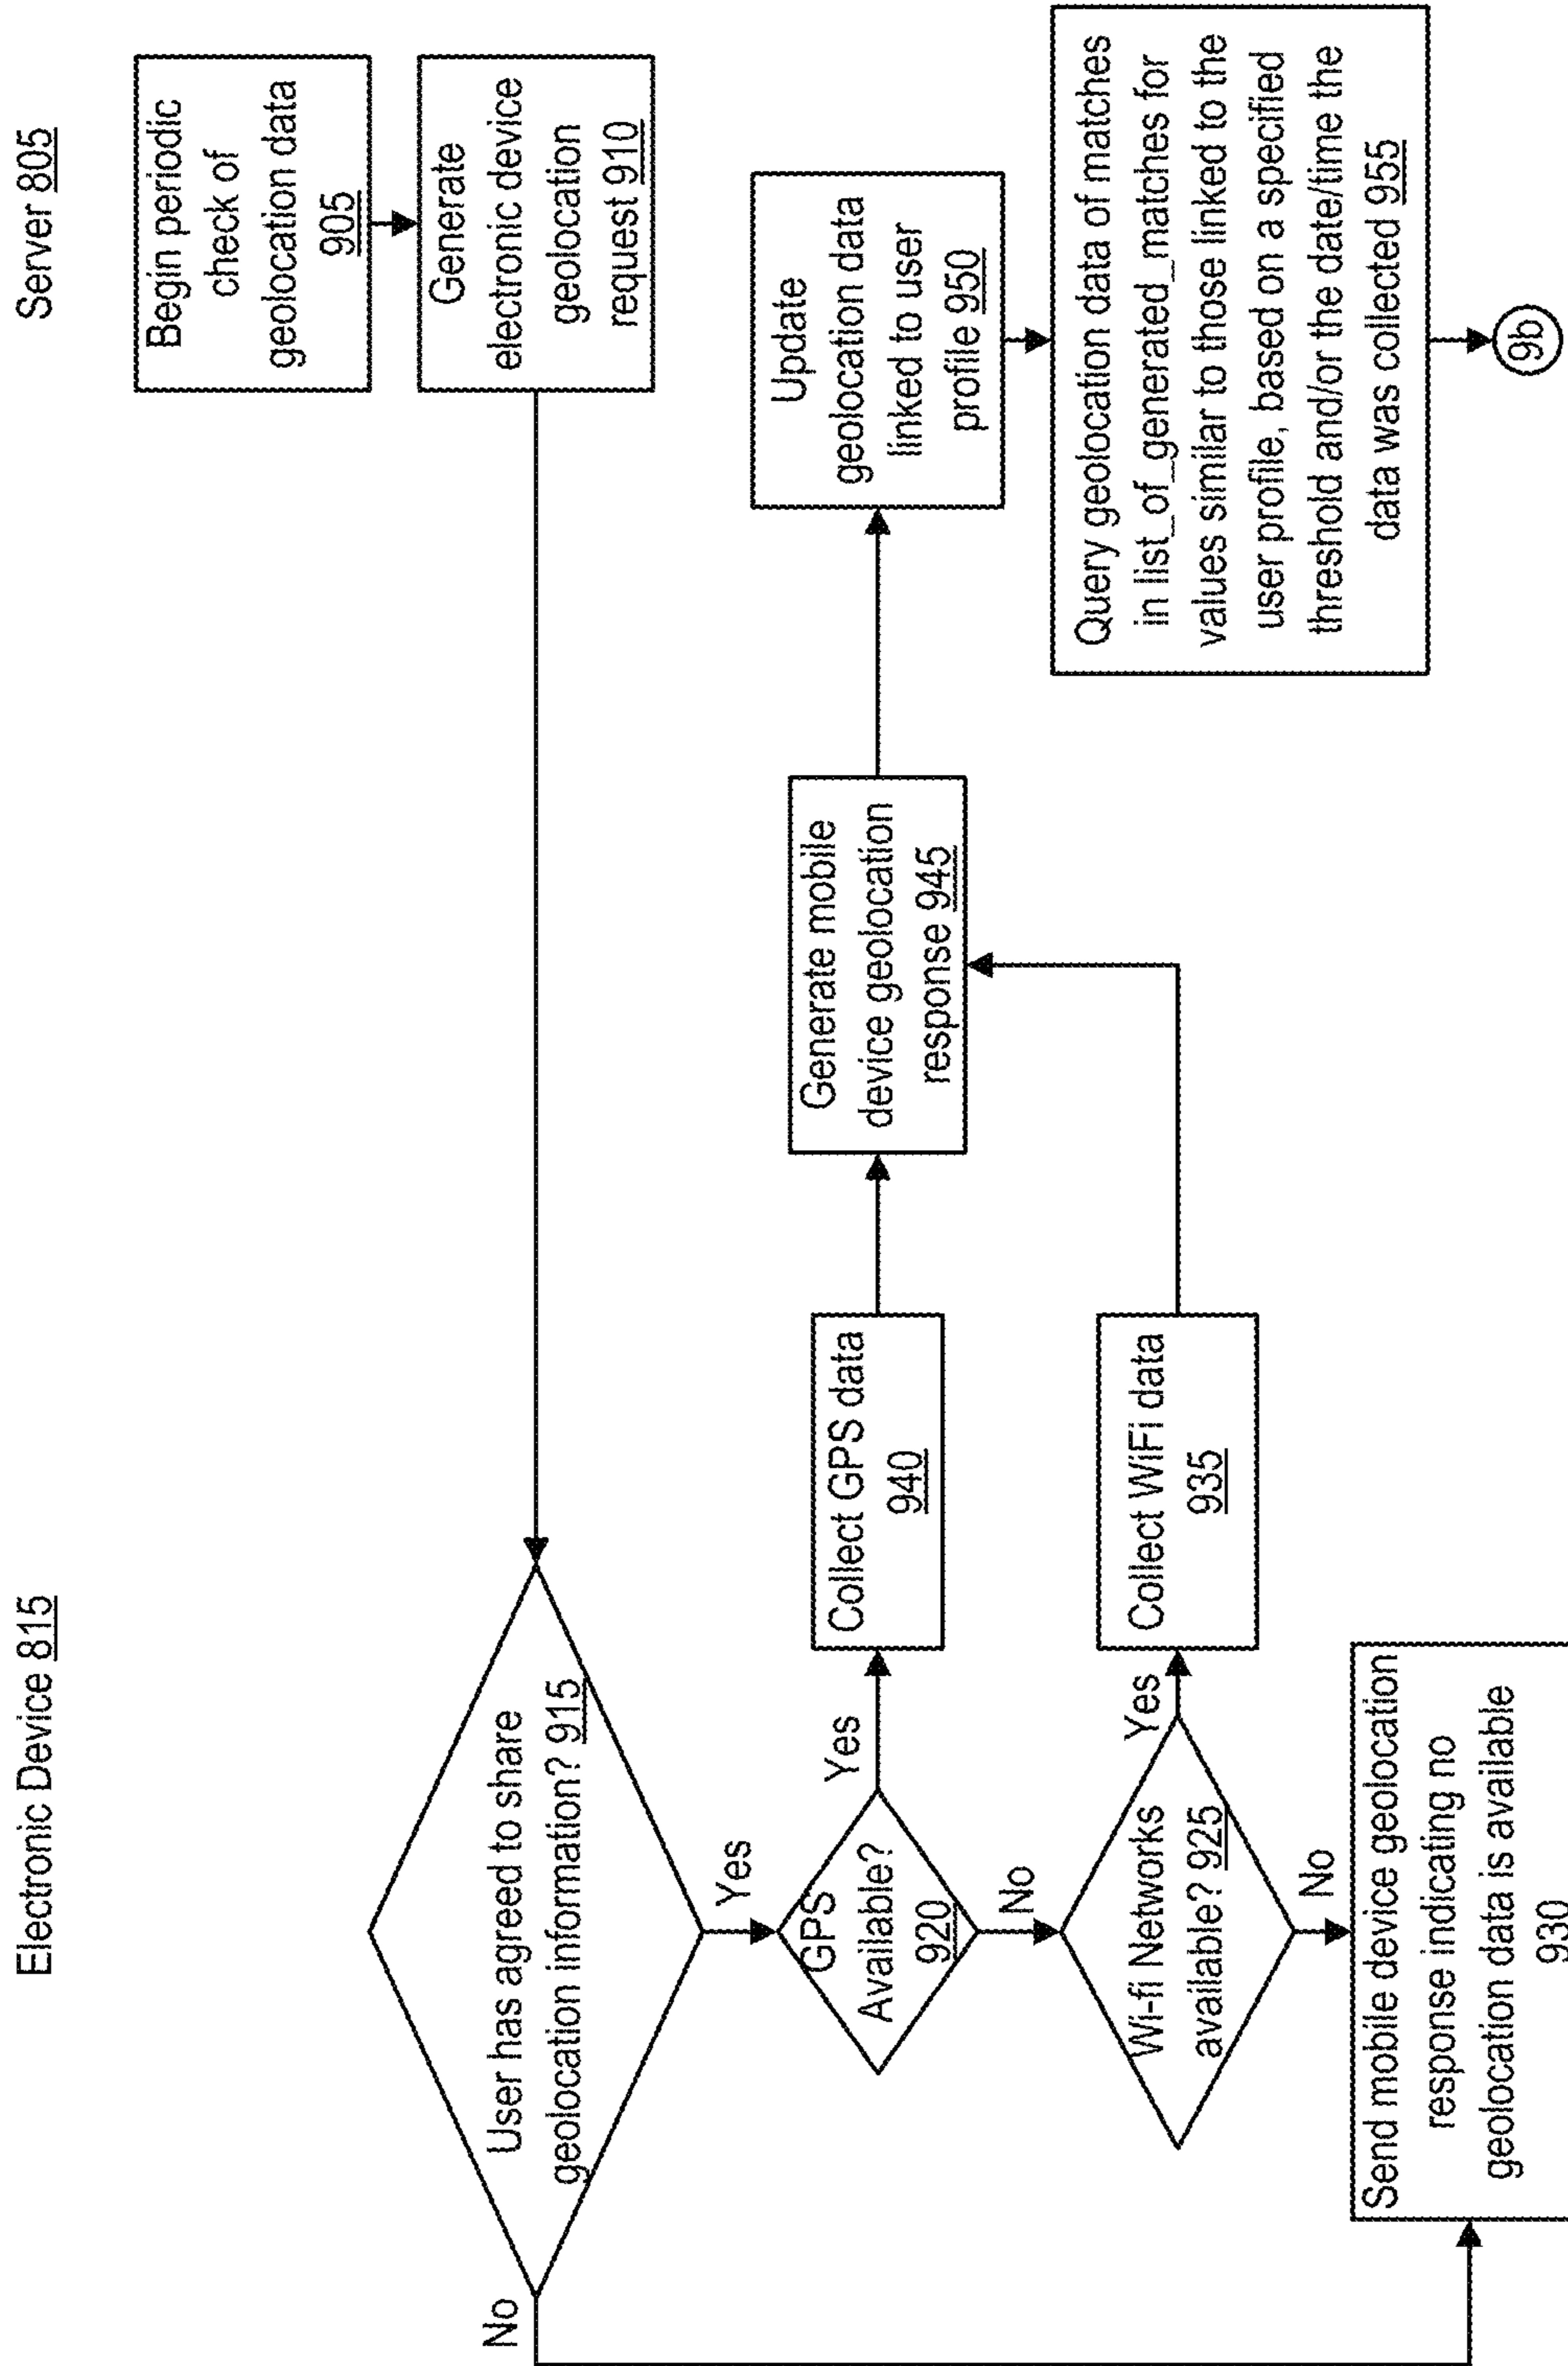 Electronic Device 815
Server 805
Begin periodic
check of
geolocation data
905
Generate
electronic device
geolocation
request 910
User has agreed to share
geolocation information? 915
No
Yes
GPS
Available?
920
Yes
Collect GPS data
940
Generate mobile
device geolocation
response 945
Update
geolocation data
linked to user
profile 950
No
Wi-fi Networks
available? 925
Yes
Collect WiFi data
935
Query geolocation data of matches
in list_of_generated_matches for
values similar to those linked to the
user profile, based on a specified
threshold and/or the date/time the
data was collected 955
No
Send mobile device geolocation
response indicating no
geolocation data is available
930
9b